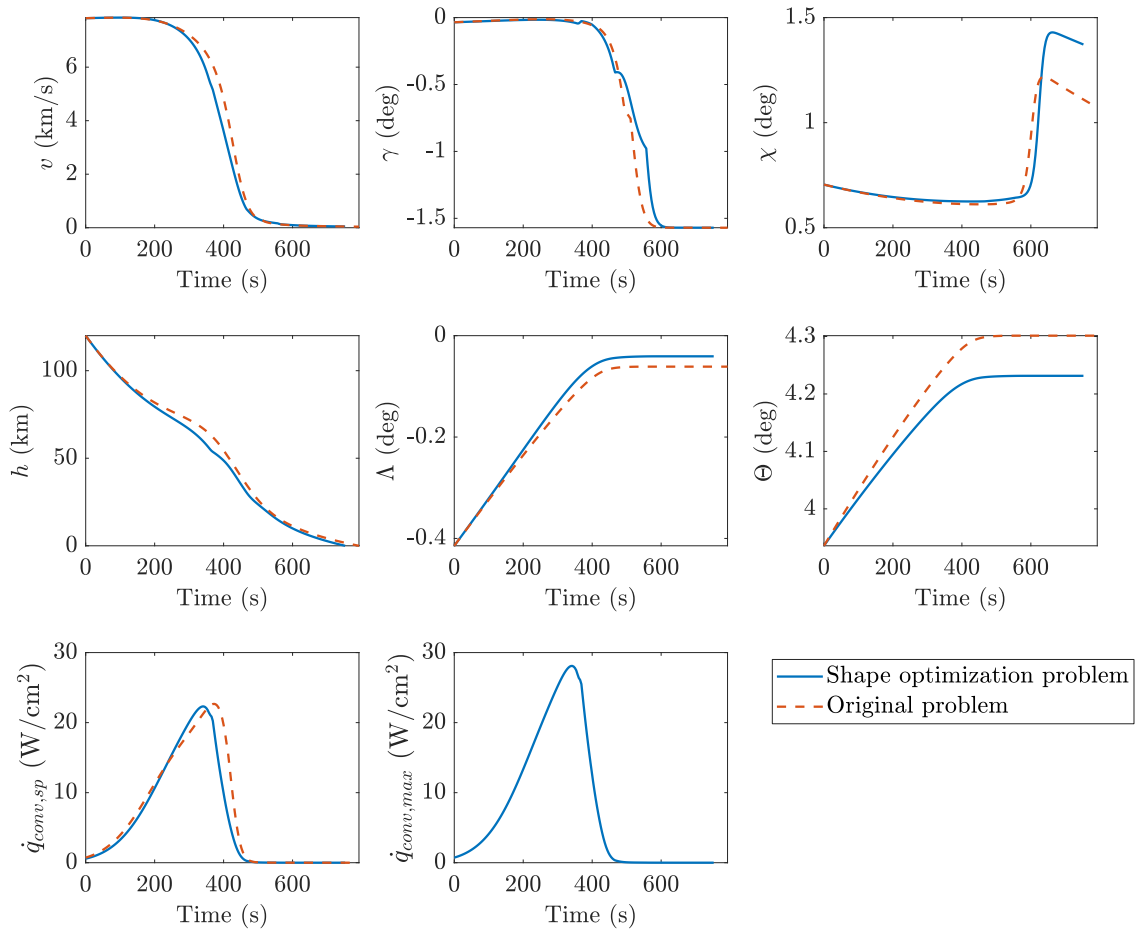 v (km/s)
6
4
2
0
0 200 400 600
Time (s)
γ (deg)
0
-0.5
-1
-1.5
0 200 400 600
Time (s)
χ (deg)
1.5
1
0.5
0 200 400 600
Time (s)
h (km)
100
50
0
0 200 400 600
Time (s)
Λ (deg)
0
-0.2
-0.4
0 200 400 600
Time (s)
Θ (deg)
4.3
4.2
4.1
4
0 200 400 600
Time (s)
q̇conv,sp (W/cm²)
30
20
10
0
0 200 400 600
Time (s)
q̇conv,max (W/cm²)
30
20
10
0
0 200 400 600
Time (s)
Shape optimization problem
Original problem